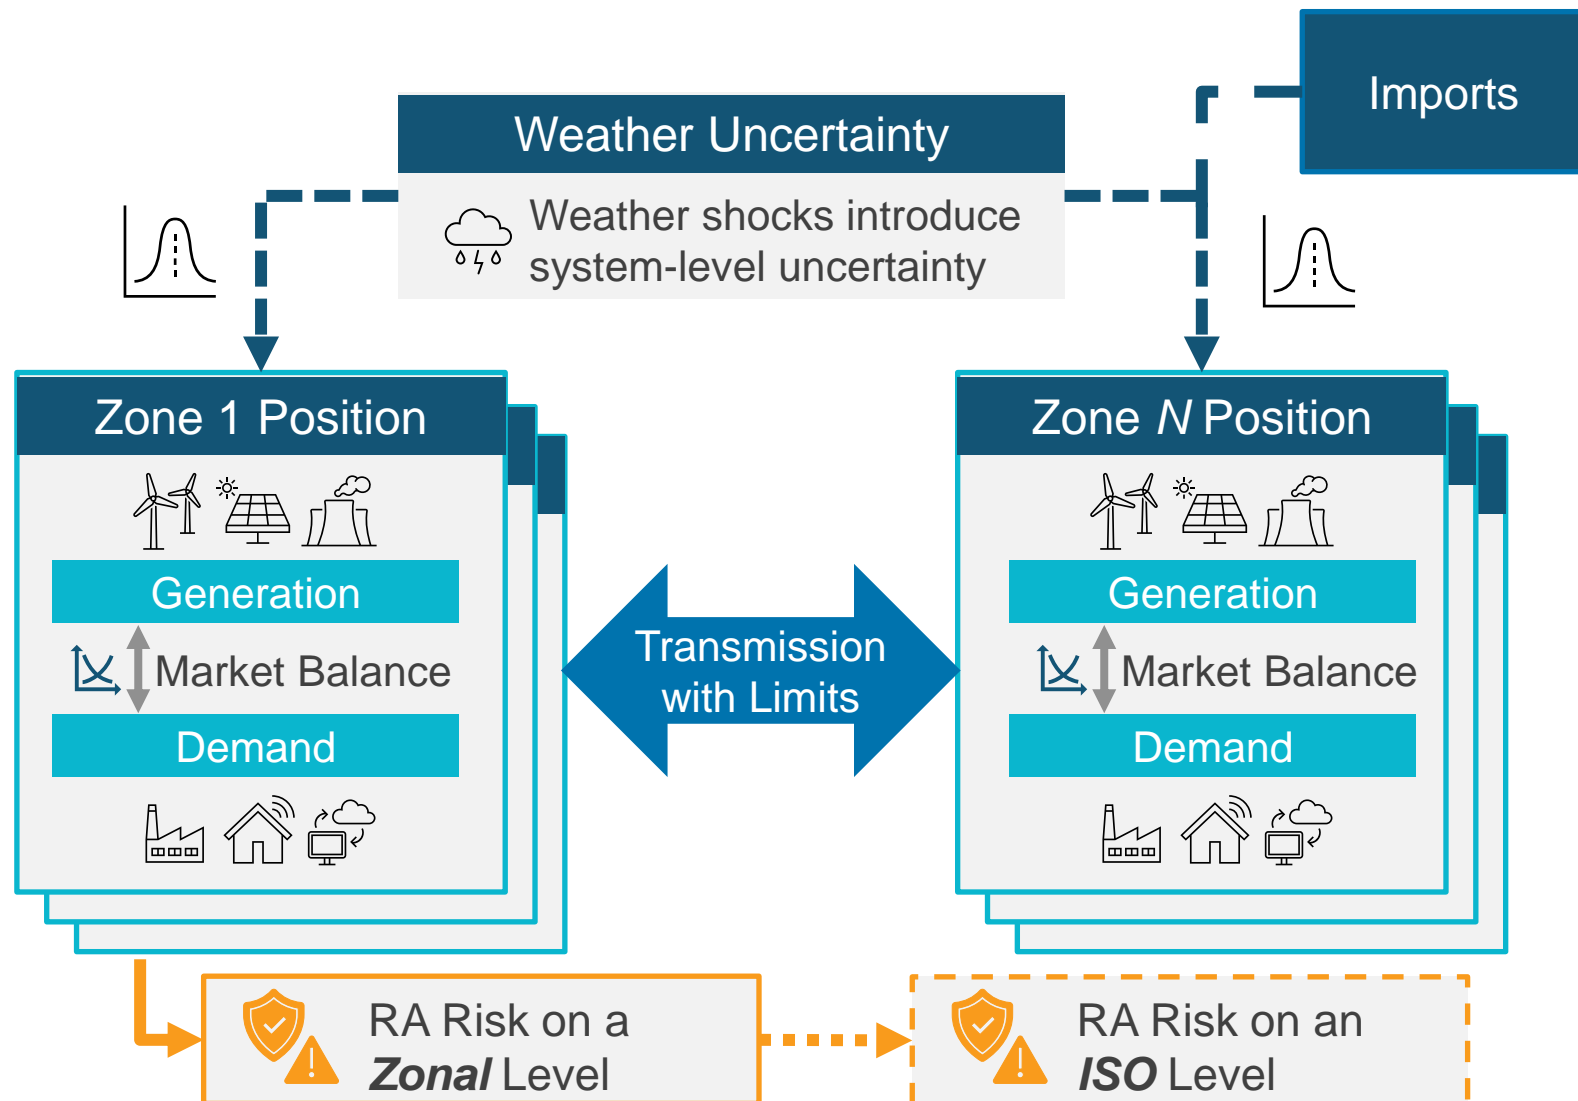 Imports
Weather Uncertainty
Weather shocks introduce
system-level uncertainty
Zone 1 Position
Generation
Market Balance
Demand
Transmission
with Limits
Zone N Position
Generation
Market Balance
Demand
RA Risk on a
Zonal Level
RA Risk on an
ISO Level